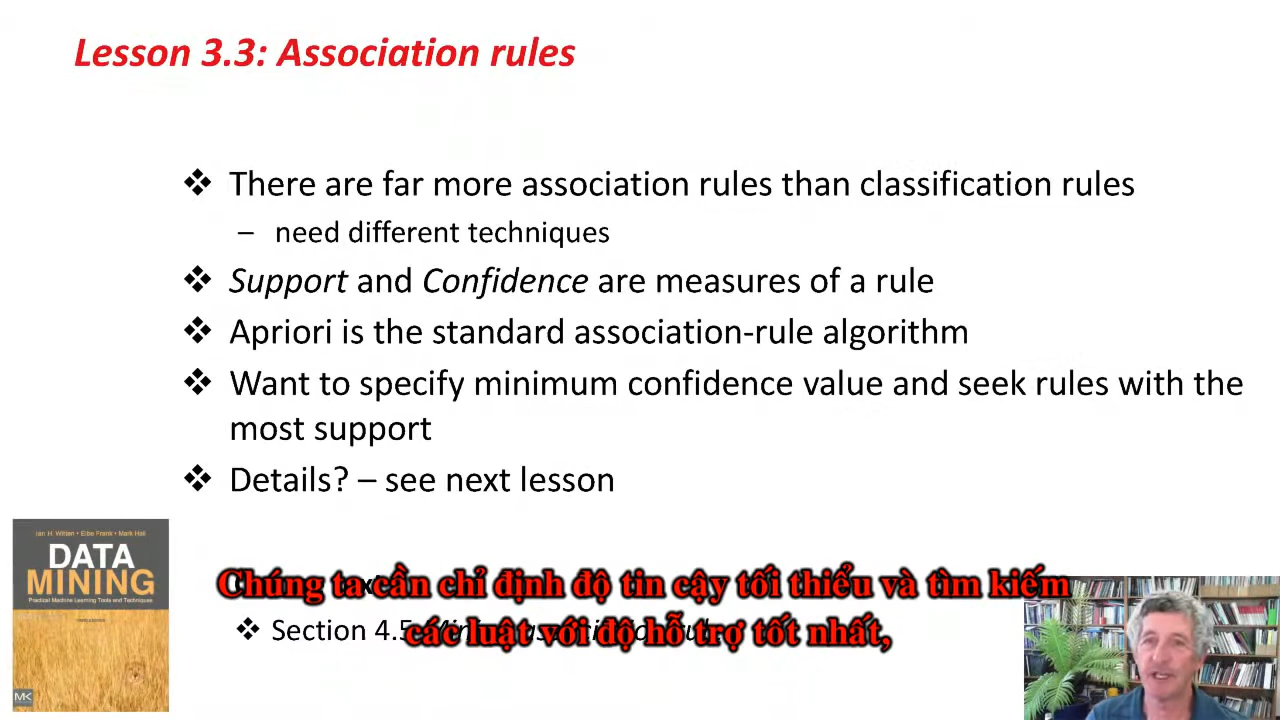 Lesson 3.3: Association rules
❖ There are far more association rules than classification rules
– need different techniques
❖ Support and Confidence are measures of a rule
❖ Apriori is the standard association-rule algorithm
❖ Want to specify minimum confidence value and seek rules with the
most support
❖ Details? – see next lesson
Ian H. Witten • Eibe Frank • Mark Hall
DATA
MINING
Practical Machine Learning Tools and Techniques
MK
Chúng ta cần chỉ định độ tin cậy tối thiểu và tìm kiếm
❖ Section 4.5
các luật với độ hỗ trợ tốt nhất,